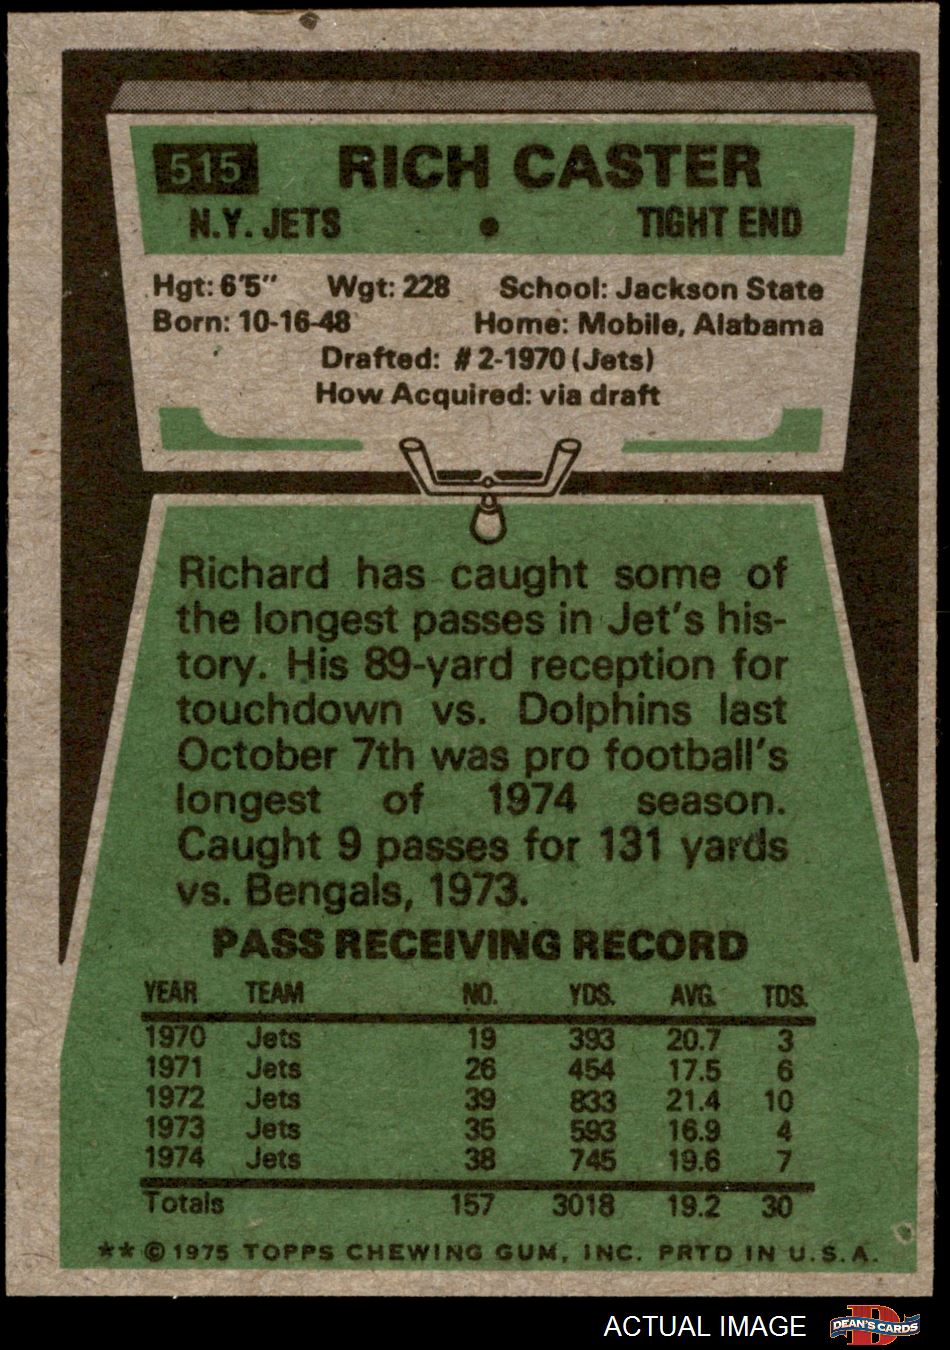 515 RICH CASTER
N.Y. JETS • TIGHT END
Hgt: 6'5" Wgt: 228 School: Jackson State
Born: 10-16-48 Home: Mobile, Alabama
Drafted: #2-1970 (Jets)
How Acquired: via draft
Richard has caught some of
the longest passes in Jet's his-
tory. His 89-yard reception for
touchdown vs. Dolphins last
October 7th was pro football's
longest of 1974 season.
Caught 9 passes for 131 yards
vs. Bengals, 1973.
PASS RECEIVING RECORD
YEAR TEAM NO. YDS. AVG. TDS.
1970 Jets 19 393 20.7 3
1971 Jets 26 454 17.5 6
1972 Jets 39 833 21.4 10
1973 Jets 35 593 16.9 4
1974 Jets 38 745 19.6 7
Totals 157 3018 19.2 30
**©1975 TOPPS CHEWING GUM, INC. PRTD IN U.S.A.
ACTUAL IMAGE
D DEAN'S CARDS